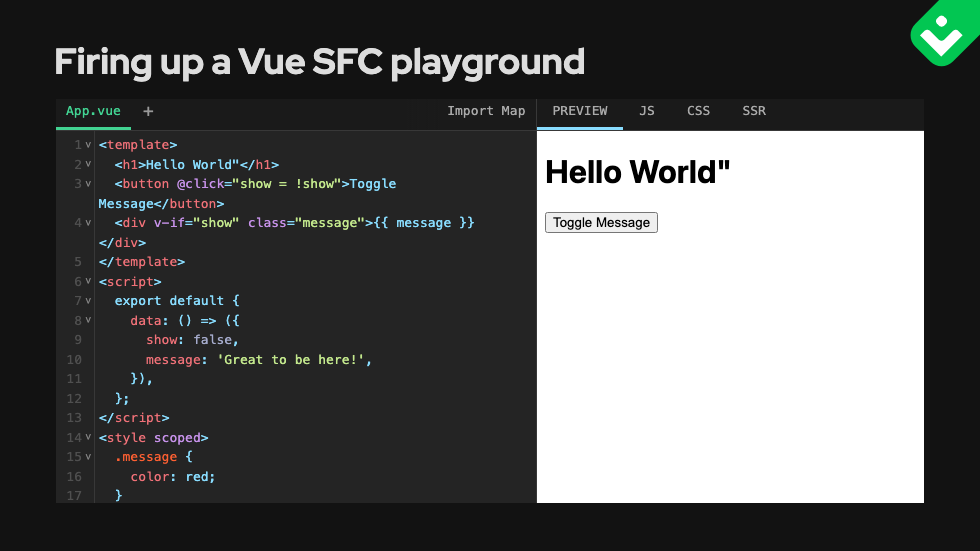 Firing up a Vue SFC playground
App.vue + Import Map PREVIEW JS CSS SSR
1 <template>
2 <h1>Hello World"</h1>
3 <button @click="show = !show">Toggle
Message</button>
4 <div v-if="show" class="message">{{ message }}
</div>
5 </template>
6 <script>
7 export default {
8 data: () => ({
9 show: false,
10 message: 'Great to be here!',
11 }),
12 };
13 </script>
14 <style scoped>
15 .message {
16 color: red;
17 }
Hello World"
Toggle Message